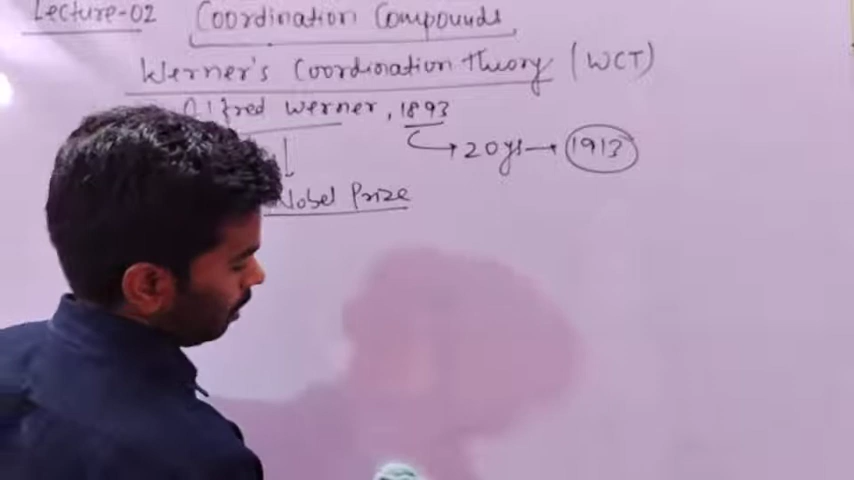 Lecture-02 Coordination Compounds
Werner's Coordination Theory (WCT)
Alfred Werner, 1893
→ 20 ys → 1913
Nobel Prize